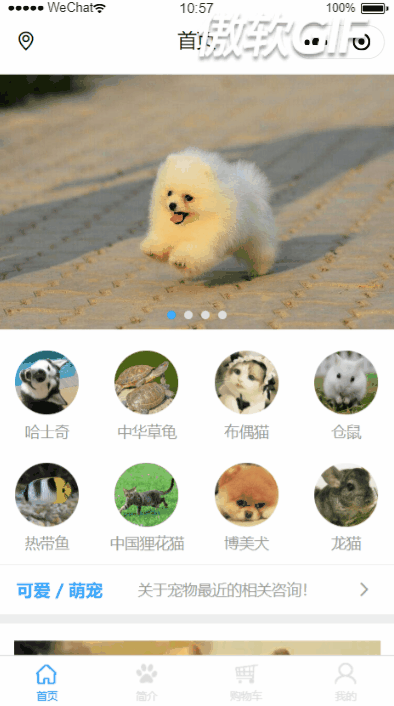 WeChat 10:57 100%
首页
傲软GIF
哈士奇 中华草龟 布偶猫 仓鼠
热带鱼 中国狸花猫 博美犬 龙猫
可爱 / 萌宠 关于宠物最近的相关咨询！
首页 简介 购物车 我的